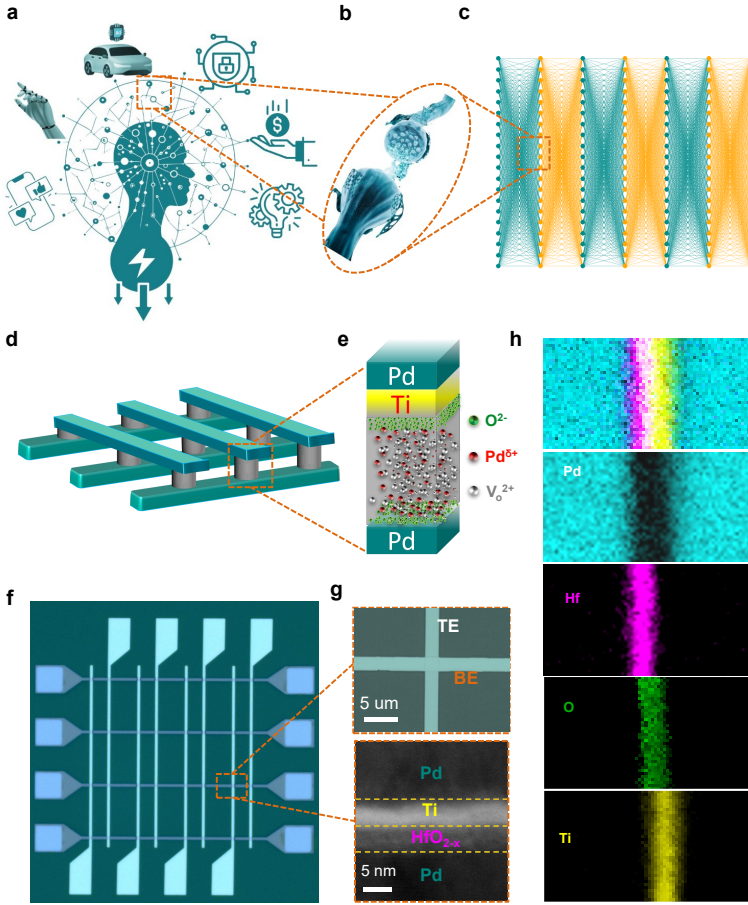 a
b
c
$
d
e
Pd
Ti
Pd
O²⁻
Pdᵟ⁺
Vₒ²⁺
h
Pd
Hf
O
Ti
f
g
TE
BE
5 um
Pd
Ti
HfO₂₋ₓ
Pd
5 nm